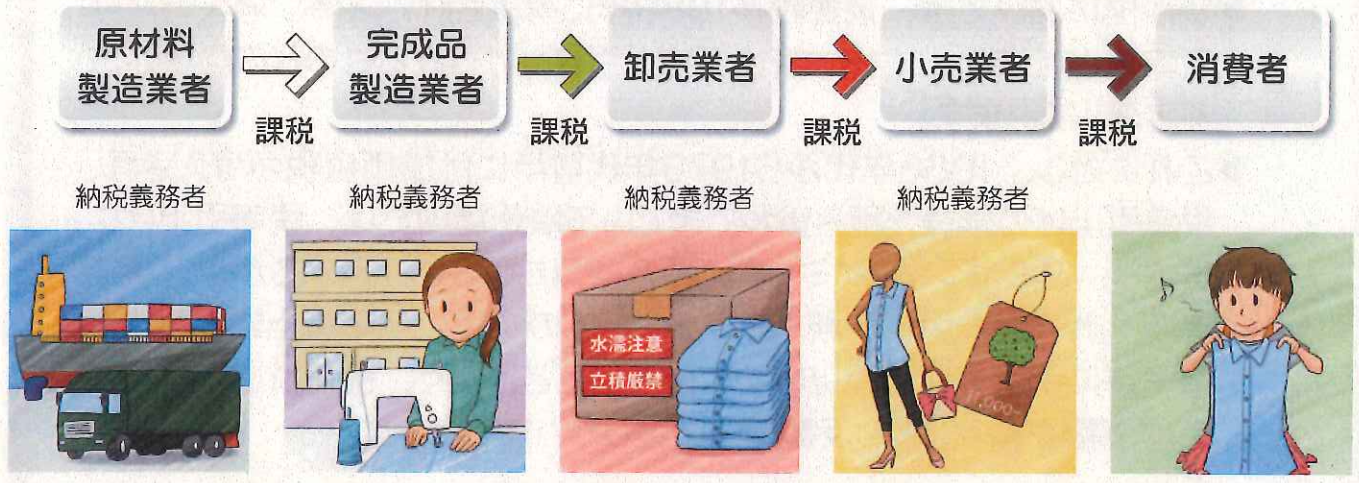 原材料
製造業者
完成品
製造業者
卸売業者
小売業者
消費者
課税
課税
課税
課税
納税義務者
納税義務者
納税義務者
納税義務者
水濡注意
立積厳禁